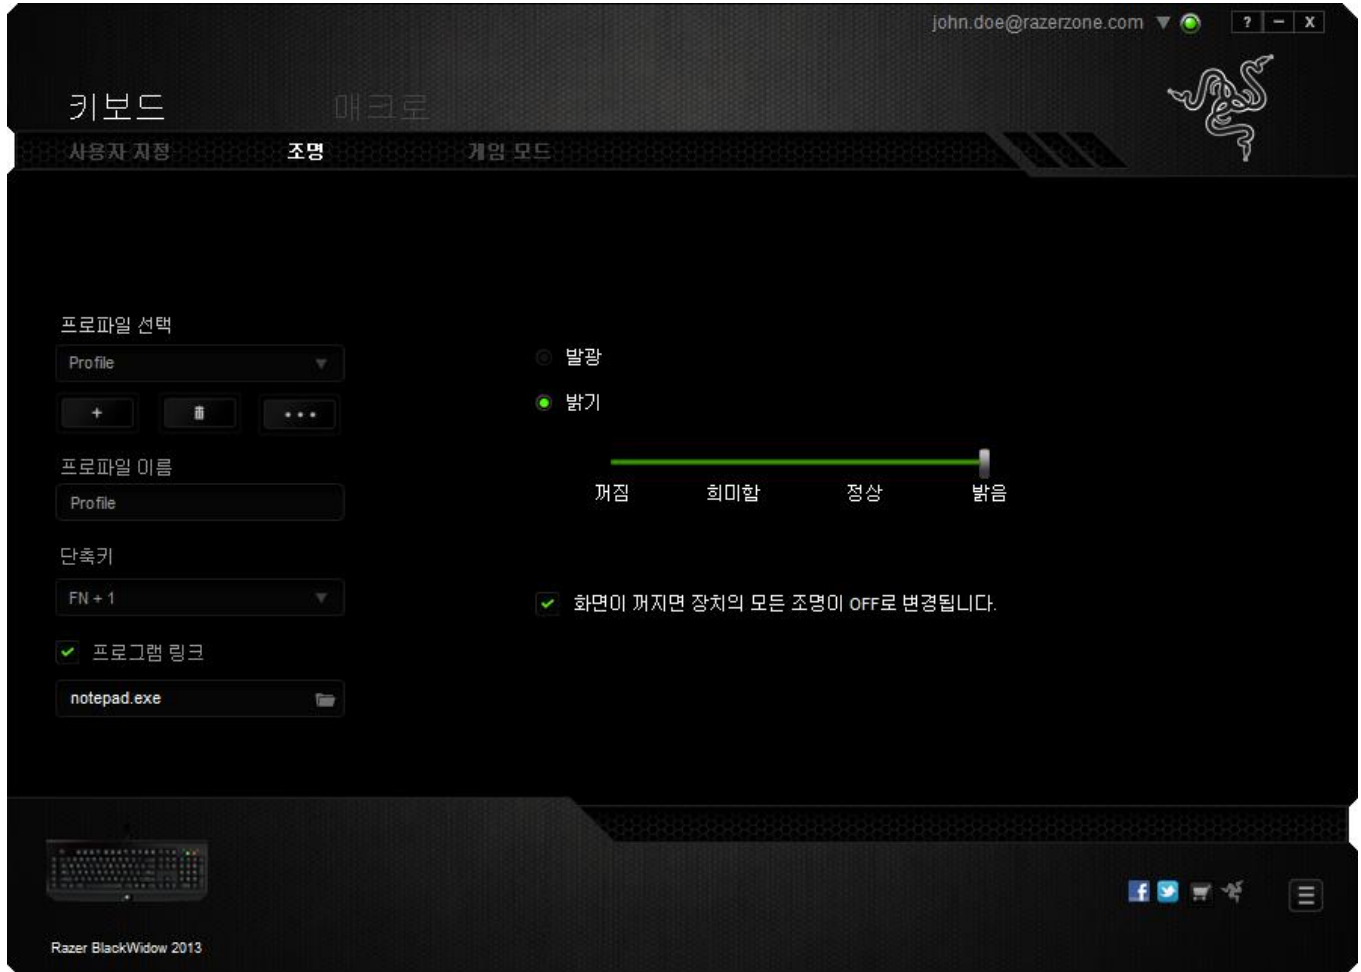 john.doe@razerzone.com
? – X
키보드
매크로
사용자 지정
조명
게임 모드
프로파일 선택
Profile
+
프로파일 이름
Profile
단축키
FN + 1
프로그램 링크
notepad.exe
발광
밝기
꺼짐
희미함
정상
밝음
화면이 꺼지면 장치의 모든 조명이 OFF로 변경됩니다.
Razer BlackWidow 2013